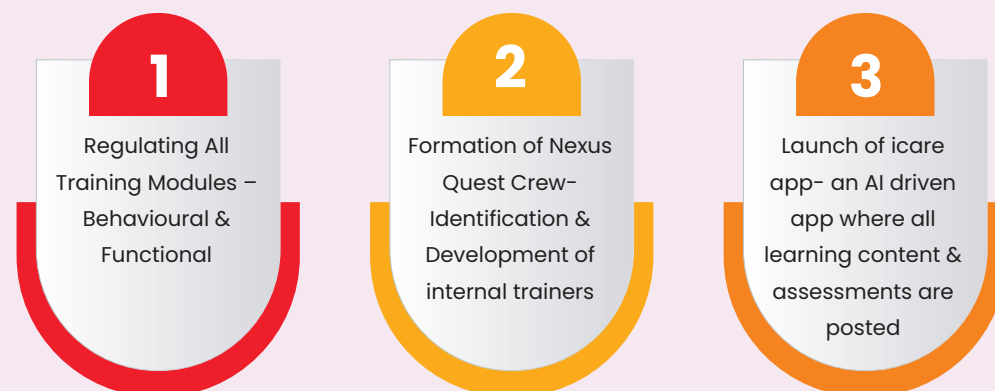 1
Regulating All
Training Modules –
Behavioural &
Functional
2
Formation of Nexus
Quest Crew-
Identification &
Development of
internal trainers
3
Launch of icare
app- an AI driven
app where all
learning content &
assessments are
posted